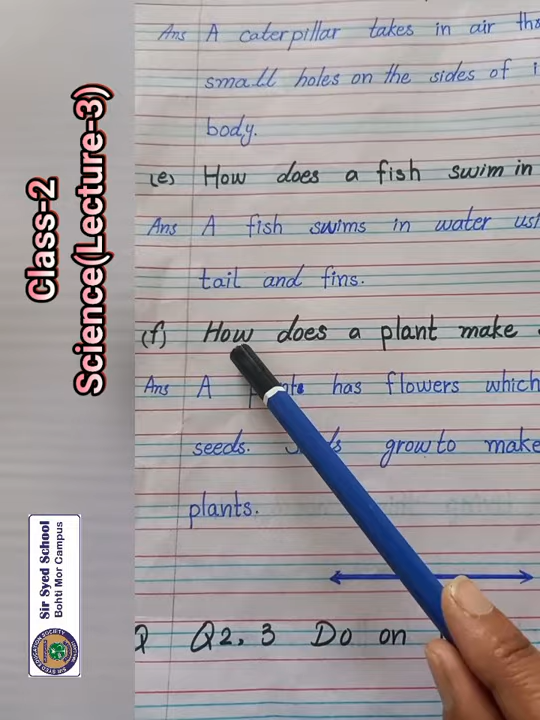 Class-2
Science(Lecture-3)
Sir Syed School
Bohti Mor Campus
Ans A caterpillar takes in air
small holes on the sides of
body.
(e) How does a fish swim in
Ans A fish swims in water
tail and fins.
(f) How does a plant make
Ans A has flowers which
seeds. grow to make
plants.
Q Q2, 3 Do on